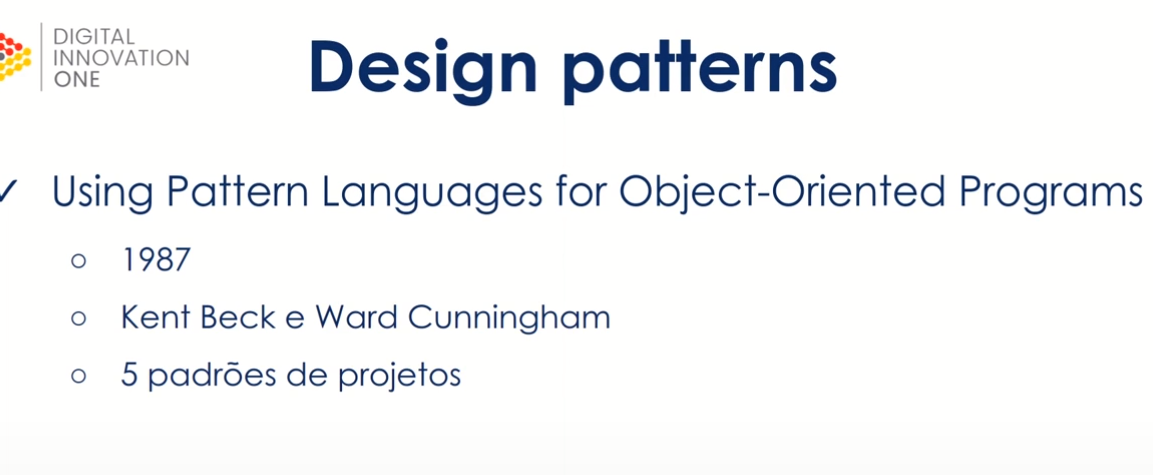 DIGITAL
INNOVATION
ONE
Design patterns
✓ Using Pattern Languages for Object-Oriented Programs
○ 1987
○ Kent Beck e Ward Cunningham
○ 5 padrões de projetos